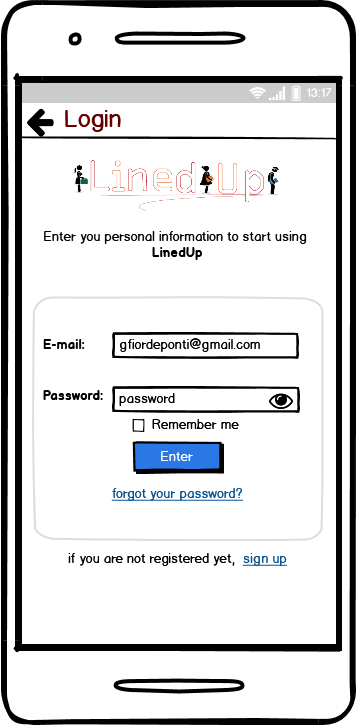 13:17
Login
LinedUp
Enter you personal information to start using
LinedUp
E-mail:
gfiordeponti@gmail.com
Password:
password
Remember me
Enter
forgot your password?
if you are not registered yet, sign up